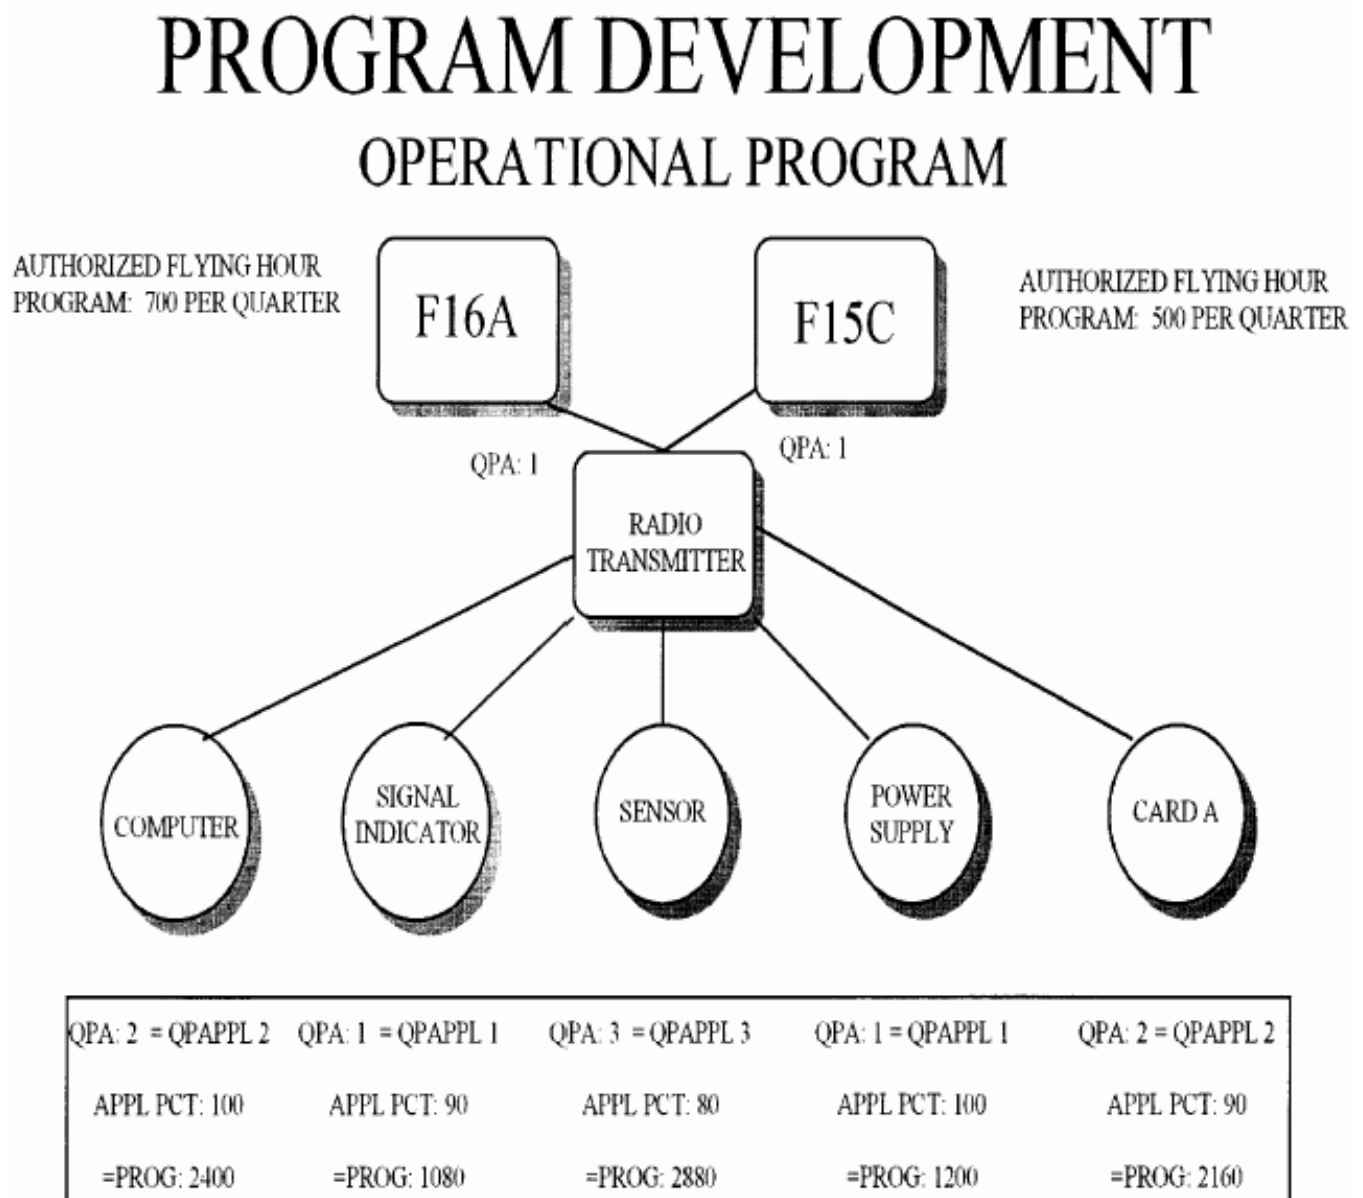 PROGRAM DEVELOPMENT
OPERATIONAL PROGRAM
AUTHORIZED FLYING HOUR
PROGRAM: 700 PER QUARTER
F16A
F15C
AUTHORIZED FLYING HOUR
PROGRAM: 500 PER QUARTER
QPA: 1
QPA: 1
RADIO
TRANSMITTER
COMPUTER
SIGNAL
INDICATOR
SENSOR
POWER
SUPPLY
CARD A
QPA: 2 = QPAPPL 2 QPA: 1 = QPAPPL 1 QPA: 3 = QPAPPL 3 QPA: 1 = QPAPPL 1 QPA: 2 = QPAPPL 2
APPL PCT: 100 APPL PCT: 90 APPL PCT: 80 APPL PCT: 100 APPL PCT: 90
=PROG: 2400 =PROG: 1080 =PROG: 2880 =PROG: 1200 =PROG: 2160